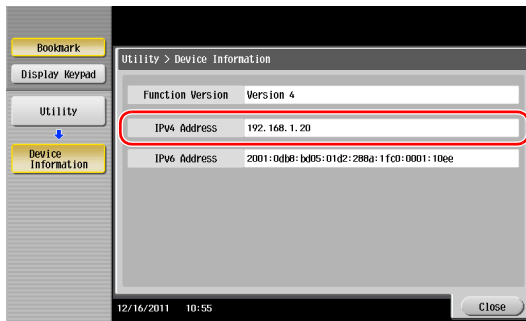 Bookmark
Display Keypad
Utility
Device
Information
Utility > Device Information
Function Version Version 4
IPv4 Address 192.168.1.20
IPv6 Address 2001:0db8:bd05:01d2:288a:1fc0:0001:10ee
12/16/2011 10:55
Close